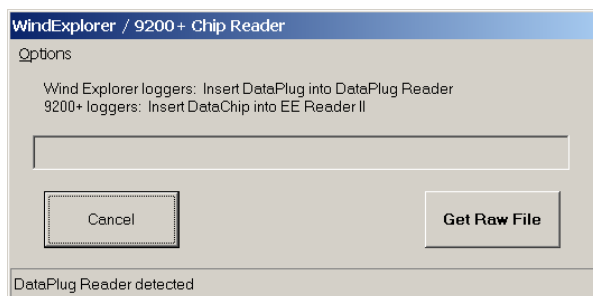 WindExplorer / 9200+ Chip Reader
Options
Wind Explorer loggers: Insert DataPlug into DataPlug Reader
9200+ loggers: Insert DataChip into EE Reader II
Cancel
Get Raw File
DataPlug Reader detected